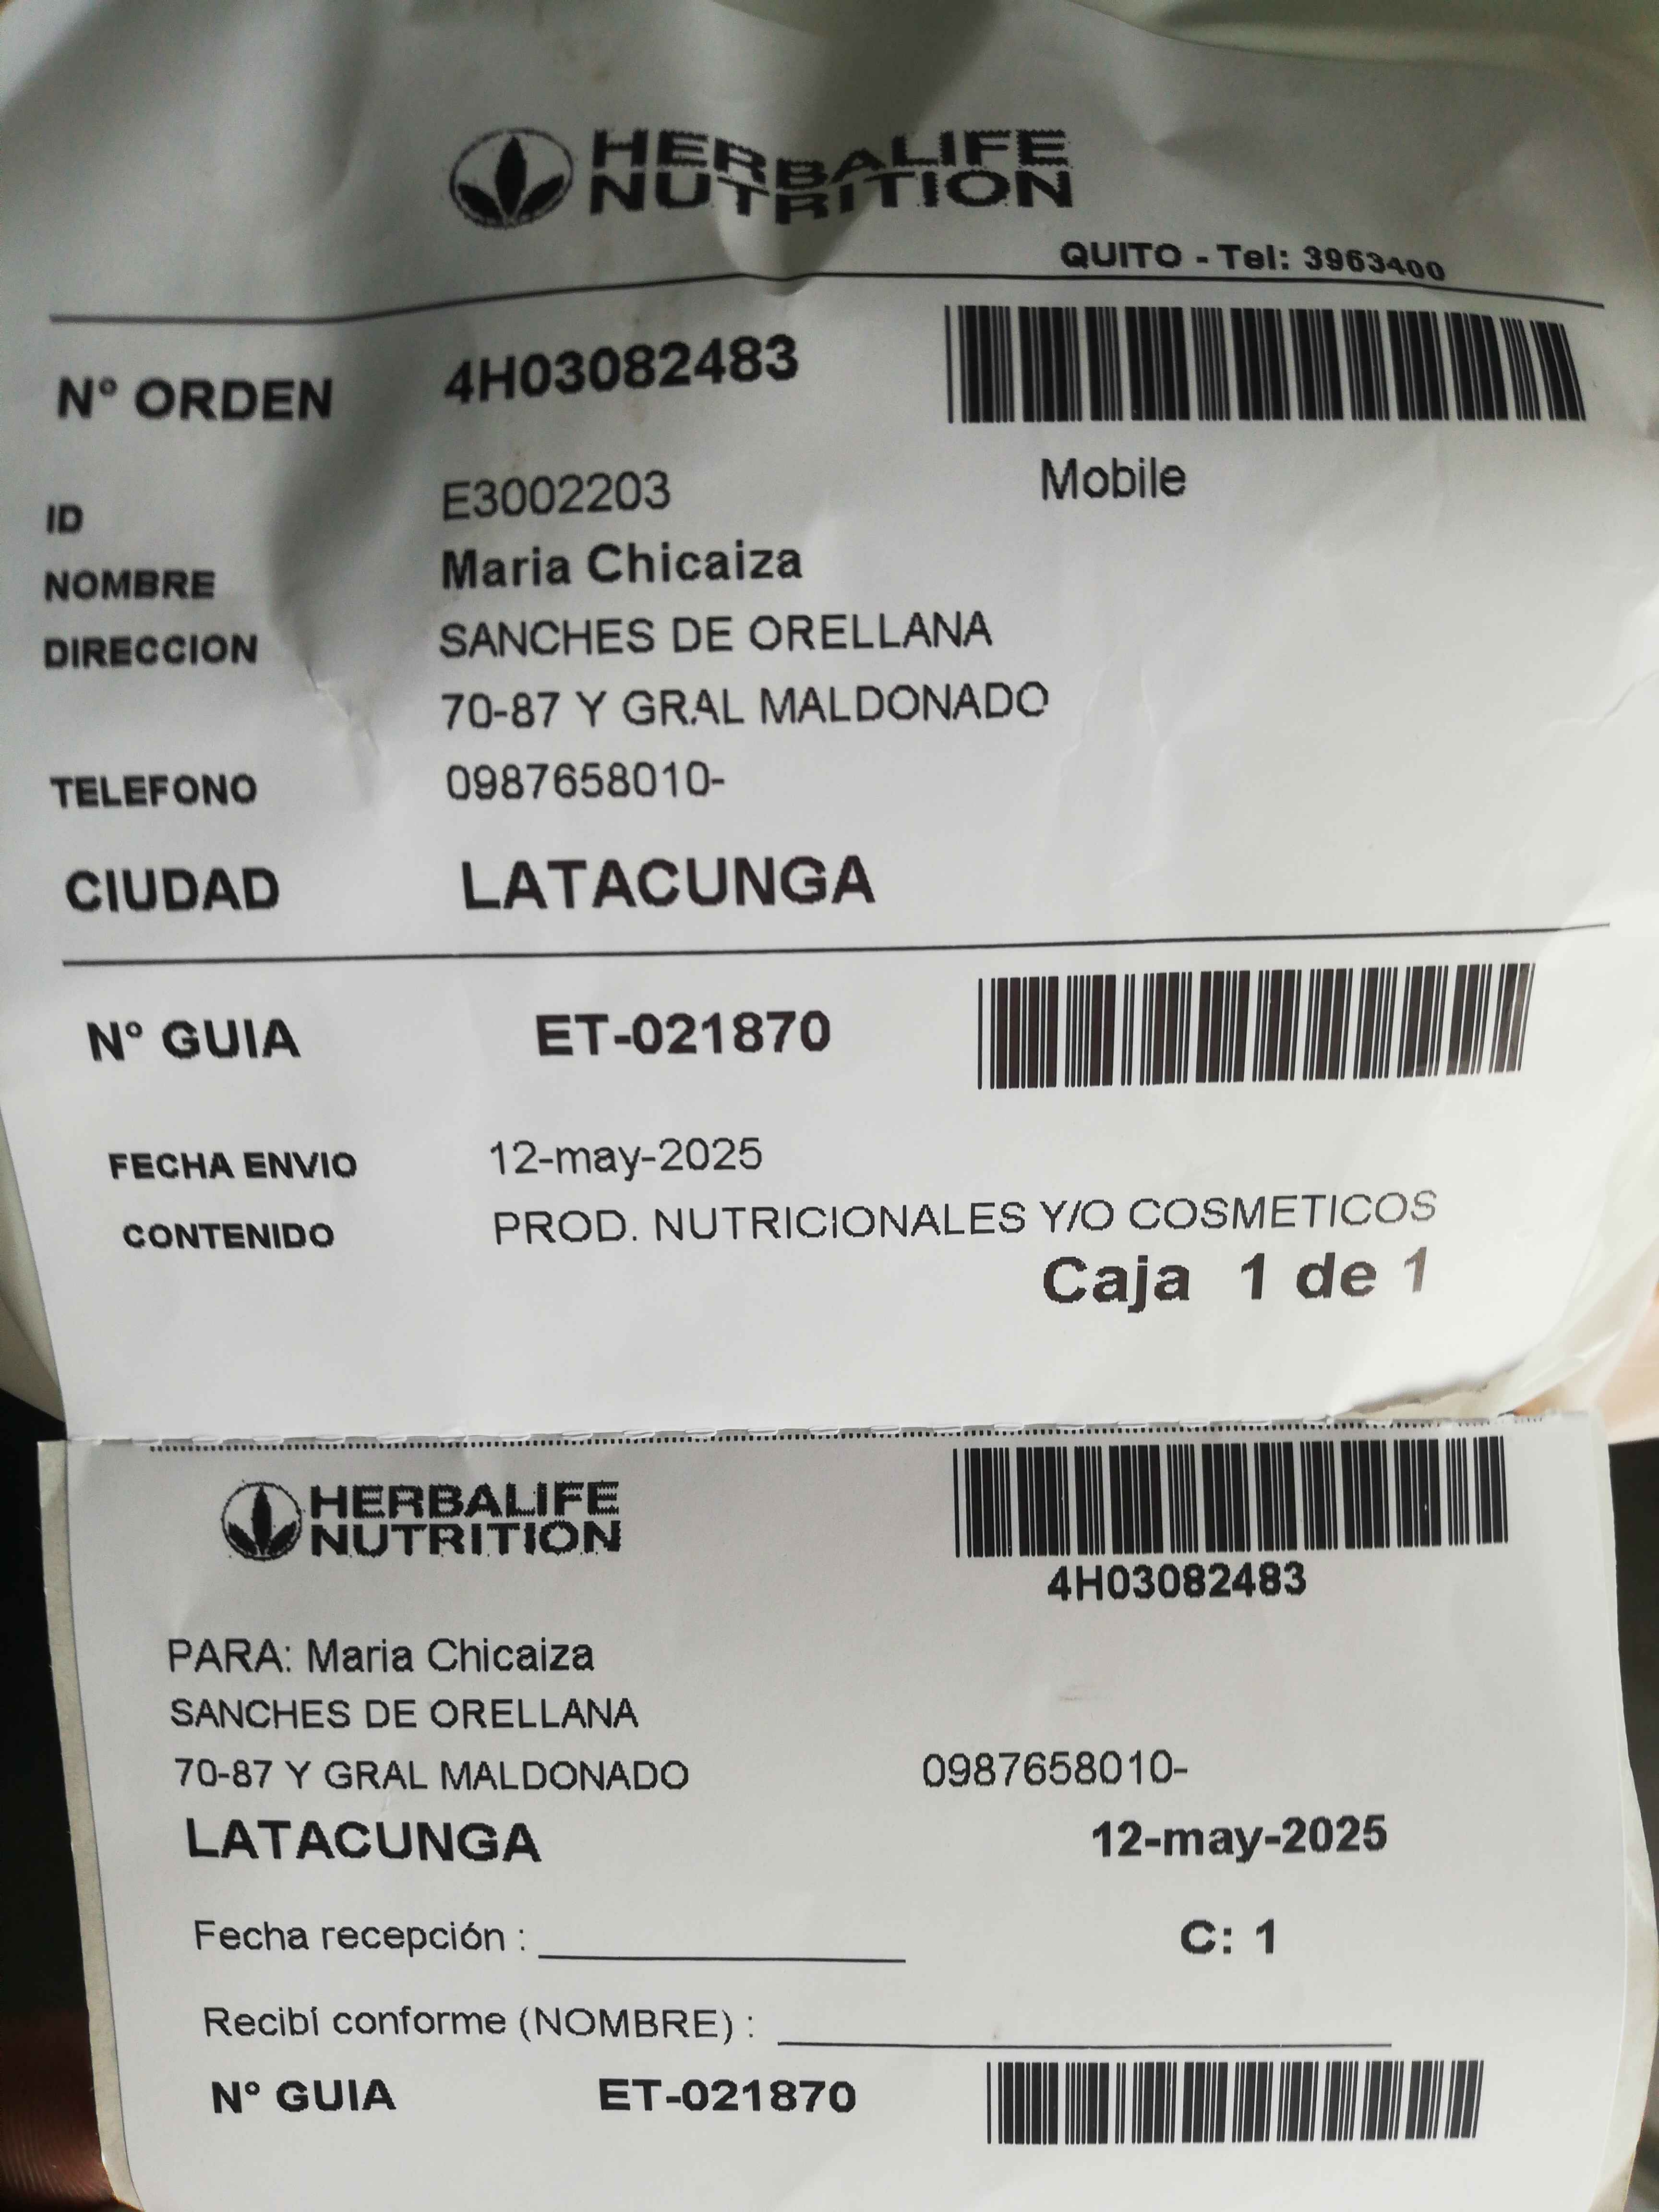 HERBALIFE
NUTRITION
QUITO - Tel: 3963400
N° ORDEN 4H03082483
Mobile
ID E3002203
NOMBRE Maria Chicaiza
DIRECCION SANCHES DE ORELLANA
70-87 Y GRAL MALDONADO
TELEFONO 0987658010-
CIUDAD LATACUNGA
N° GUIA ET-021870
FECHA ENVIO 12-may-2025
CONTENIDO PROD. NUTRICIONALES Y/O COSMETICOS
Caja 1 de 1
HERBALIFE
NUTRITION
4H03082483
PARA: Maria Chicaiza
SANCHES DE ORELLANA
70-87 Y GRAL MALDONADO 0987658010-
LATACUNGA 12-may-2025
Fecha recepción : C: 1
Recibí conforme (NOMBRE) :
N° GUIA ET-021870